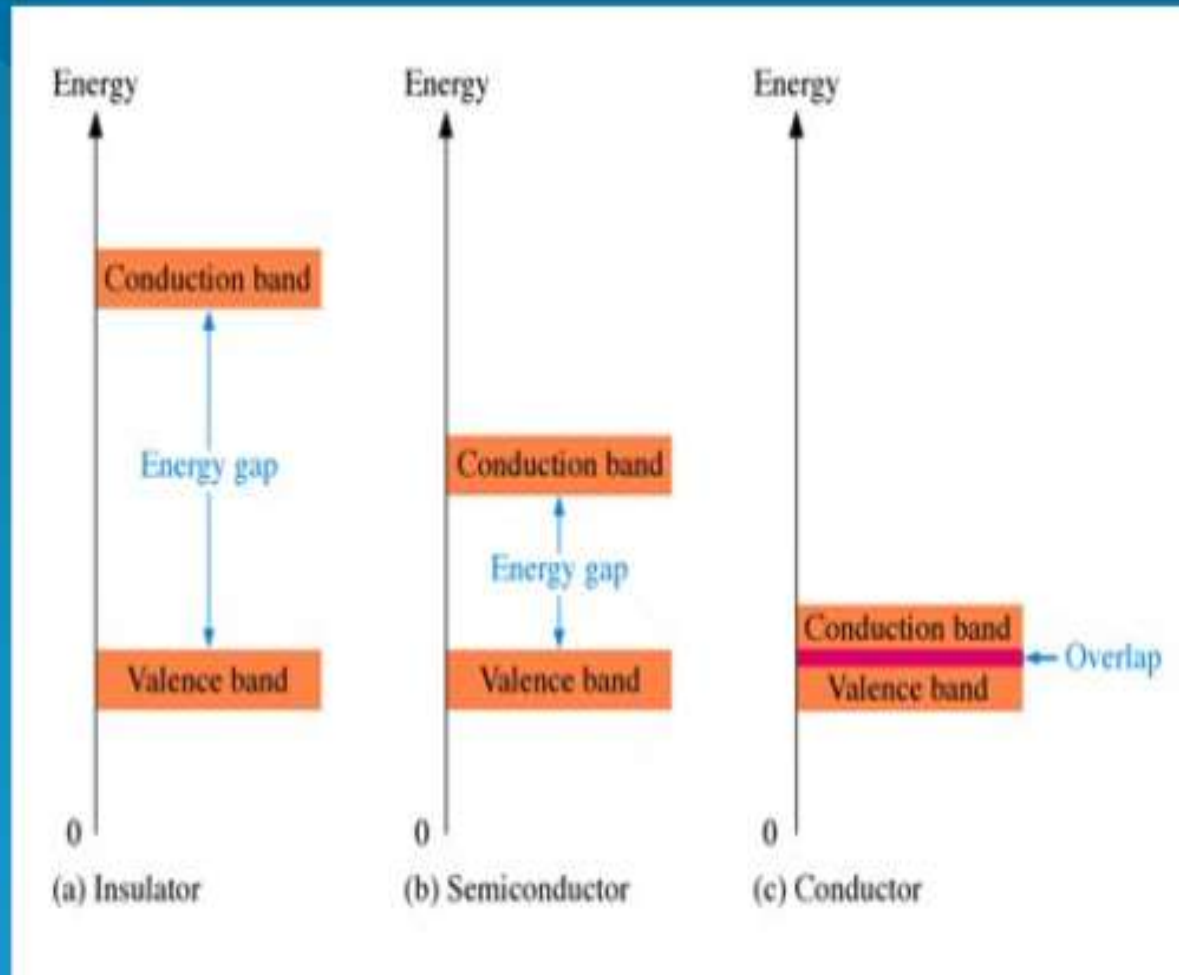 Energy
Conduction band
Energy gap
Valence band
0
(a) Insulator
Energy
Conduction band
Energy gap
Valence band
0
(b) Semiconductor
Energy
Conduction band
Overlap
Valence band
0
(c) Conductor